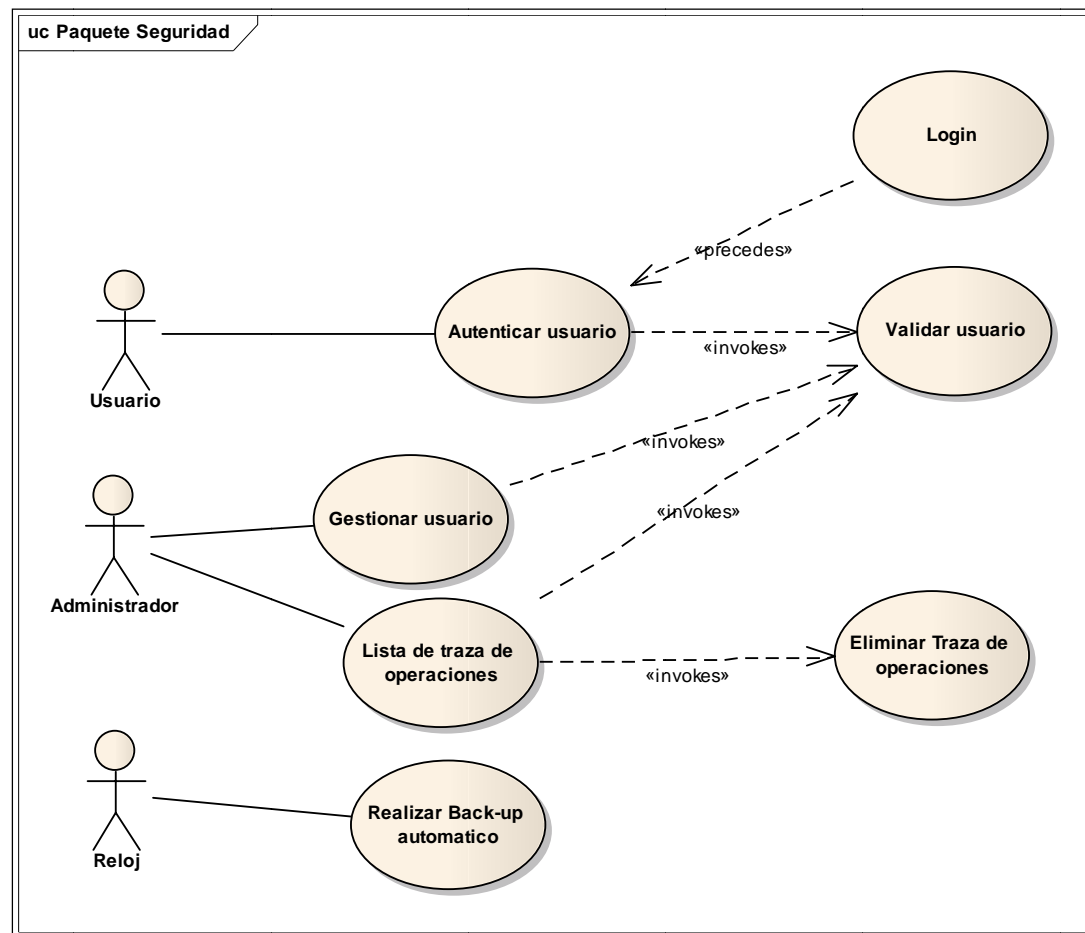 uc Paquete Seguridad
Login
«precedes»
Autenticar usuario
Validar usuario
«invokes»
Usuario
«invokes»
Gestionar usuario
«invokes»
Administrador
Lista de traza de
operaciones
Eliminar Traza de
operaciones
«invokes»
Realizar Back-up
automatico
Reloj